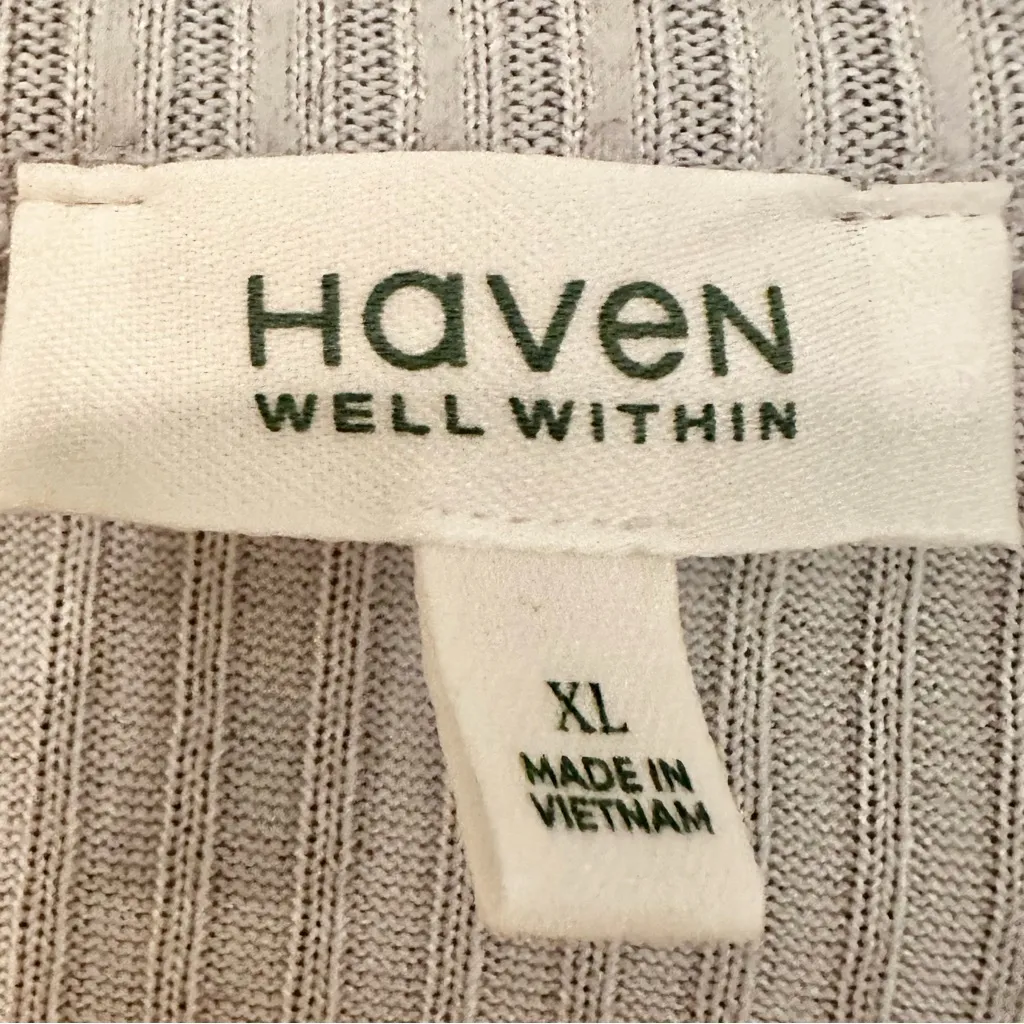 HaveN
WELL WITHIN
XL
MADE IN
VIETNAM